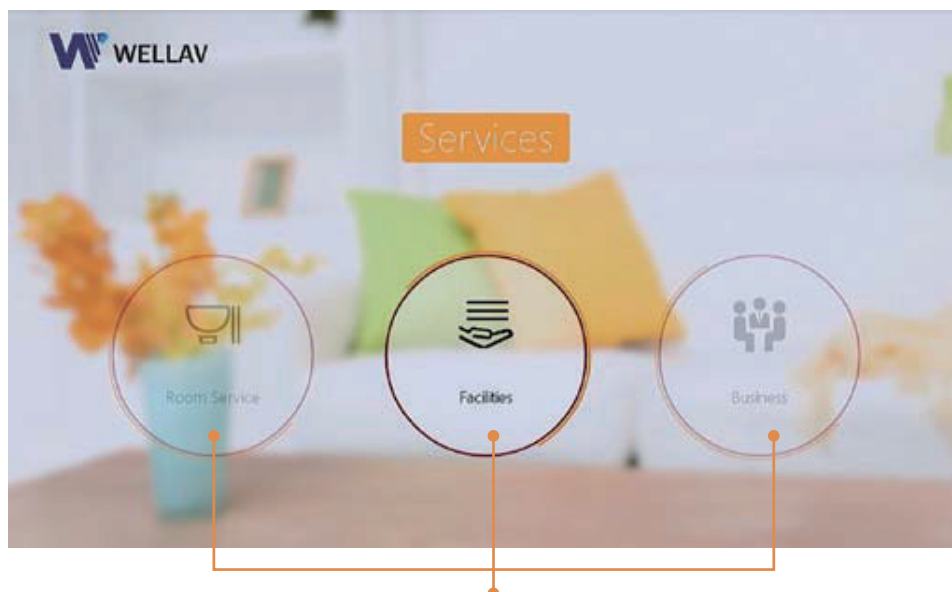 WELLAV
Services
Room Service
Facilities
Business